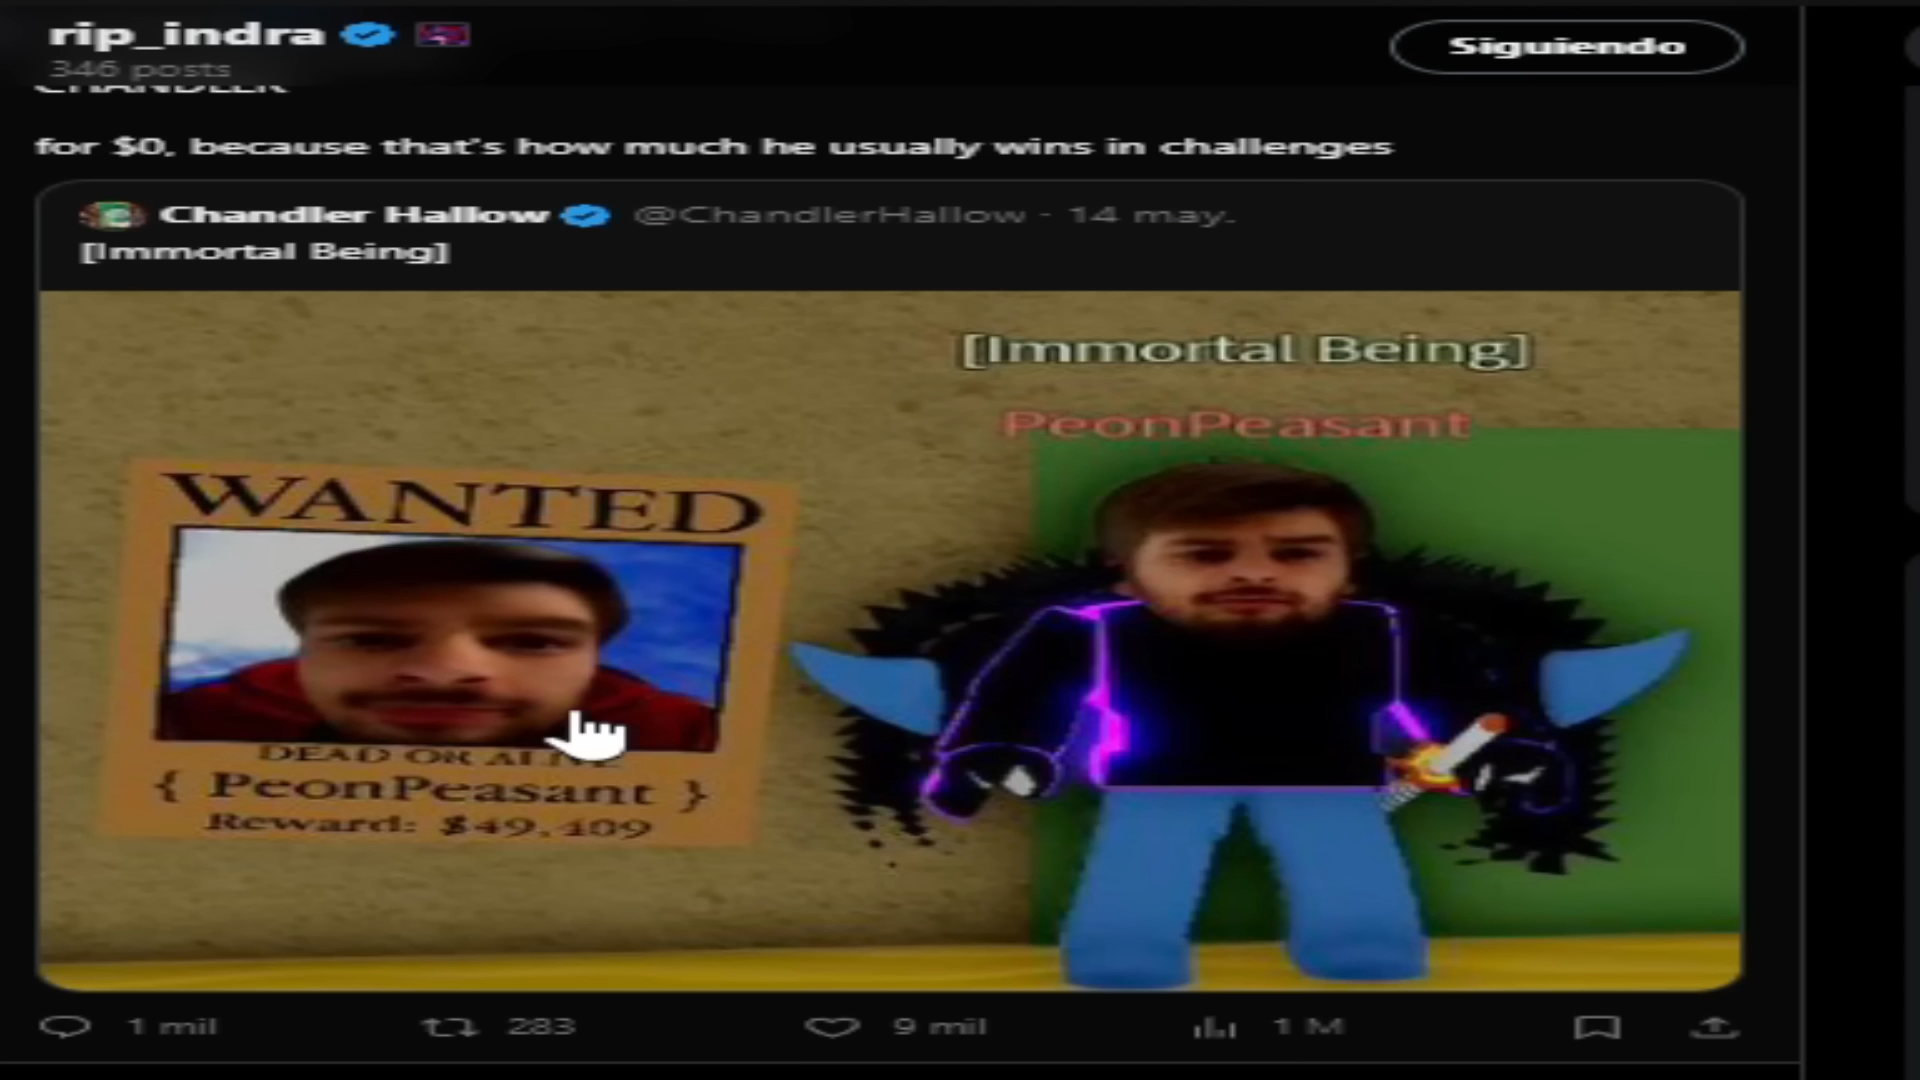 rip_indra
Siguiendo
346 posts
CHANDLER
for $0, because that's how much he usually wins in challenges
Chandler Hallow @ChandlerHallow · 14 may.
[Immortal Being]
[Immortal Being]
PeonPeasant
WANTED
DEAD OR ALIVE
{ PeonPeasant }
Reward: $49,409
1 mil
283
9 mil
1 M